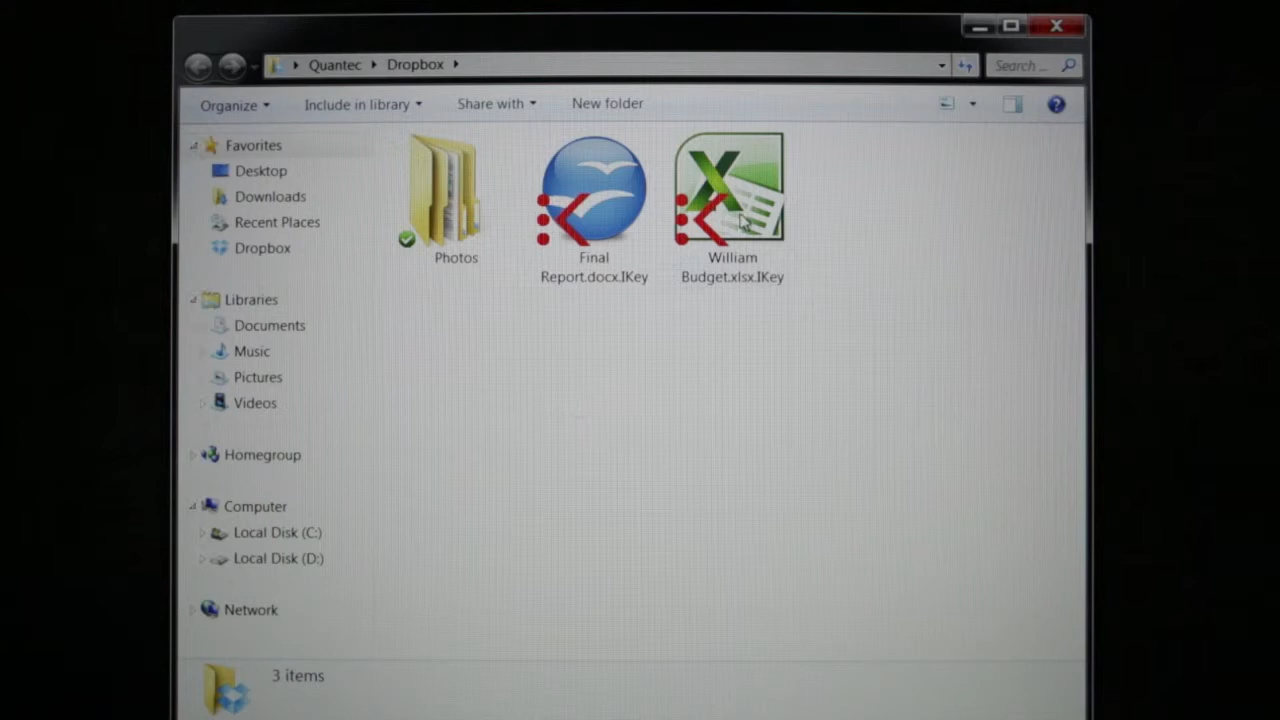 Quantec Dropbox
Search ...
Organize Include in library Share with New folder
Favorites
Desktop
Downloads
Recent Places
Dropbox
Libraries
Documents
Music
Pictures
Videos
Homegroup
Computer
Local Disk (C:)
Local Disk (D:)
Network
Photos
Final
Report.docx.IKey
William
Budget.xlsx.IKey
3 items